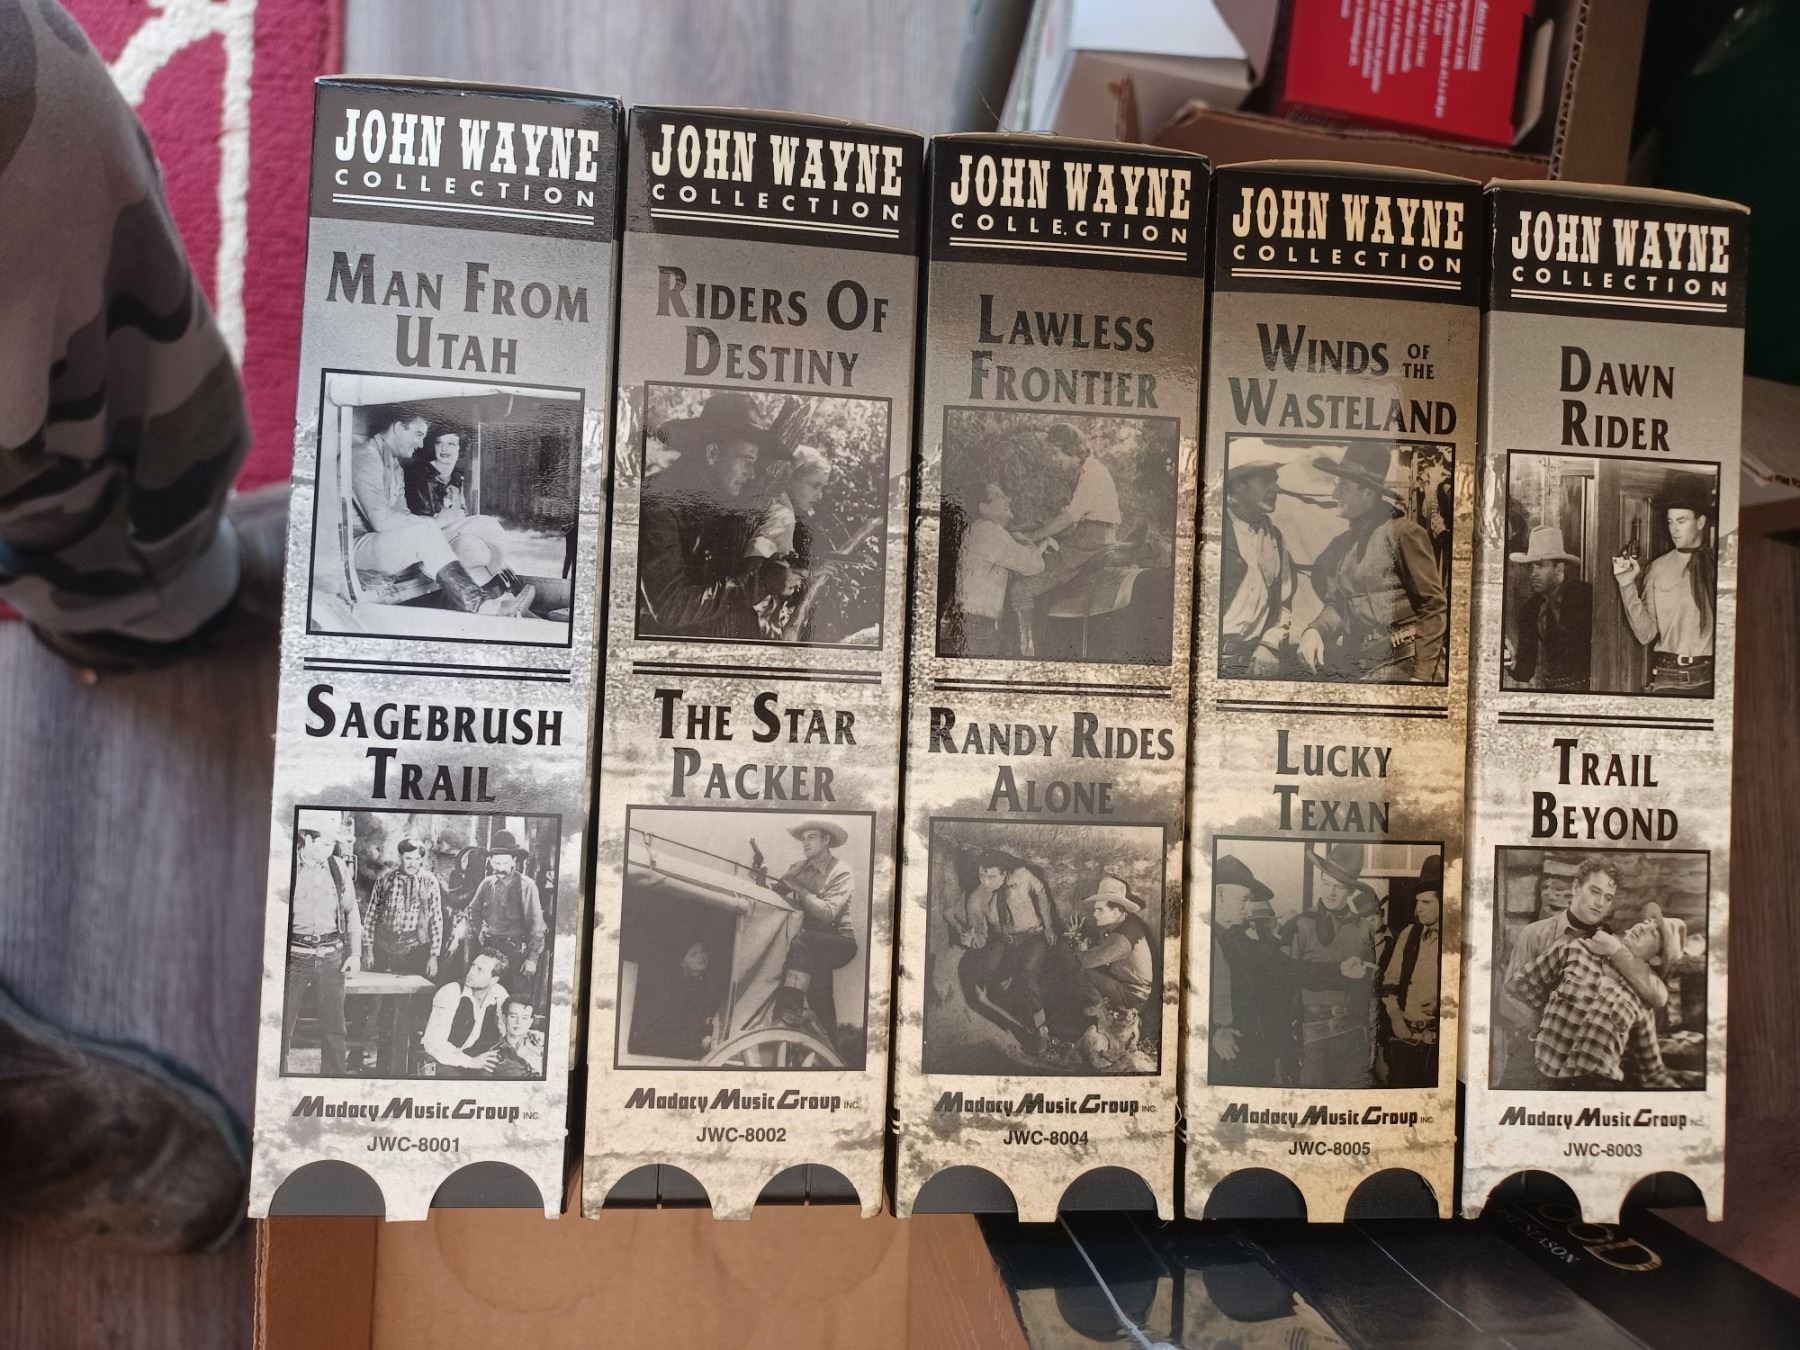 JOHN WAYNE
COLLECTION
MAN FROM
UTAH
SAGEBRUSH
TRAIL
Madacy Music Group INC.
JWC-8001
JOHN WAYNE
COLLECTION
RIDERS OF
DESTINY
THE STAR
PACKER
Madacy Music Group INC.
JWC-8002
JOHN WAYNE
COLLECTION
LAWLESS
FRONTIER
RANDY RIDES
ALONE
Madacy Music Group INC.
JWC-8004
JOHN WAYNE
COLLECTION
WINDS OF THE
WASTELAND
LUCKY
TEXAN
Madacy Music Group INC.
JWC-8005
JOHN WAYNE
COLLECTION
DAWN
RIDER
TRAIL
BEYOND
Madacy Music Group INC.
JWC-8003
SEASON